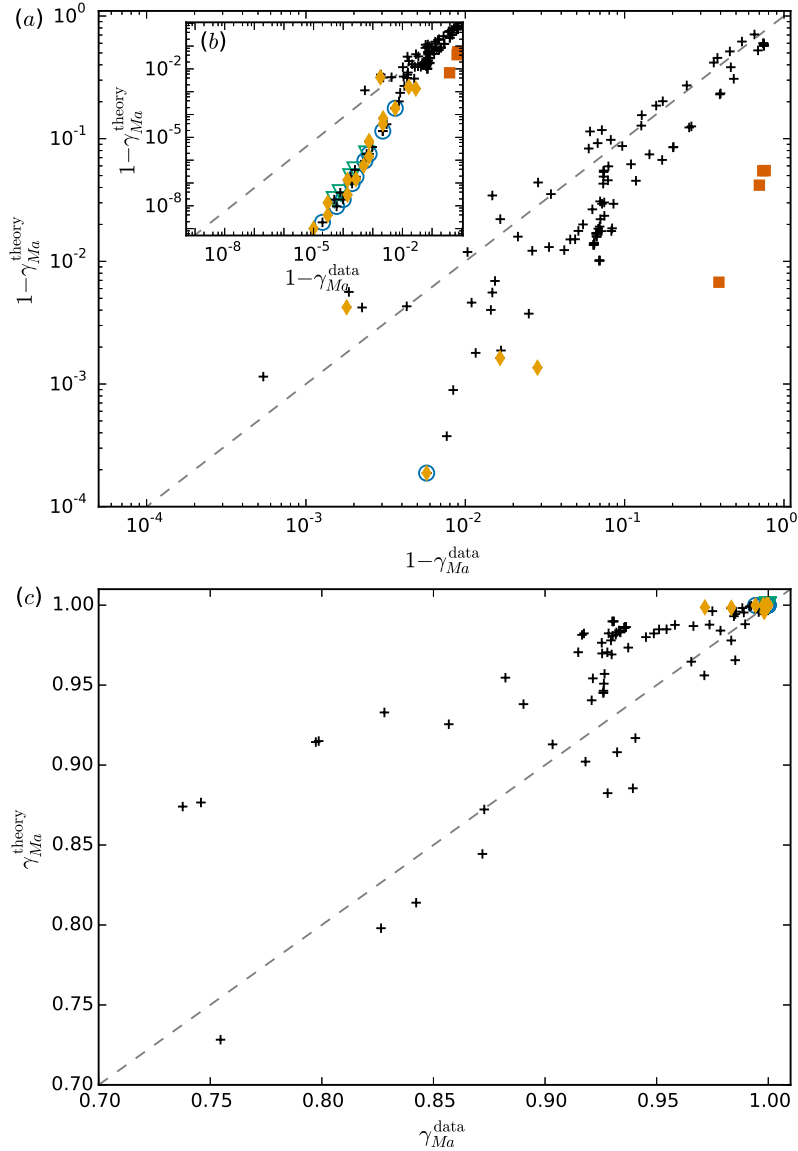 (a)
10^0
10^-1
10^-2
10^-3
10^-4
1−γ_Ma^theory
10^-4 10^-3 10^-2 10^-1 10^0
1−γ_Ma^data
(b)
10^-2
10^-5
10^-8
1−γ_Ma^theory
10^-8 10^-5 10^-2
1−γ_Ma^data
(c)
1.00
0.95
0.90
0.85
0.80
0.75
0.70
γ_Ma^theory
0.70 0.75 0.80 0.85 0.90 0.95 1.00
γ_Ma^data